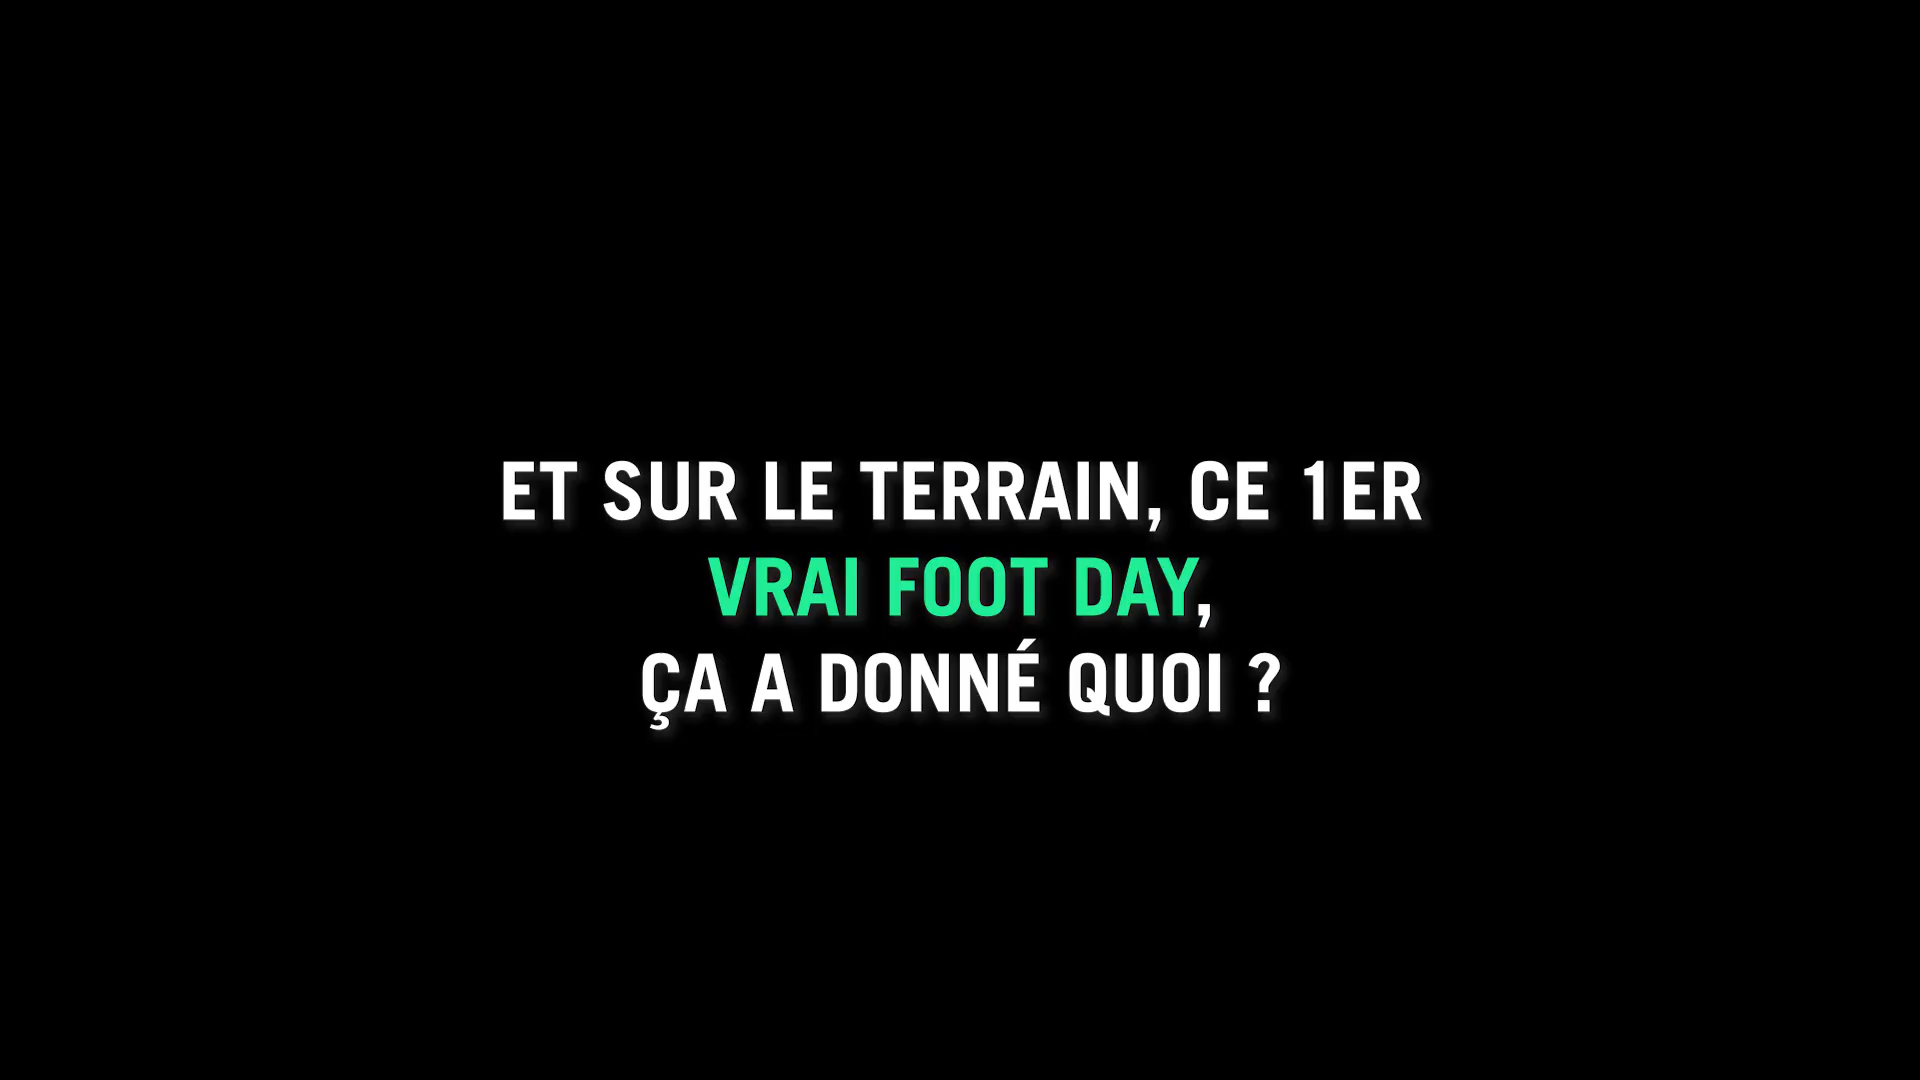 ET SUR LE TERRAIN, CE 1ER
VRAI FOOT DAY,
ÇA A DONNÉ QUOI ?